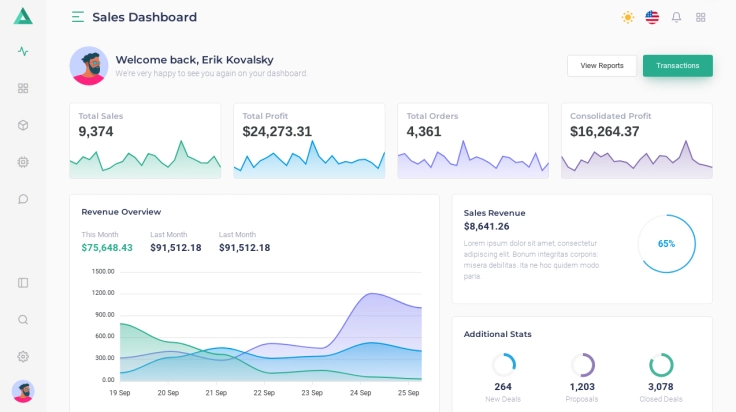 Sales Dashboard
Welcome back, Erik Kovalsky
We're very happy to see you again on your dashboard.
View Reports
Transactions
Total Sales
9,374
Total Profit
$24,273.31
Total Orders
4,361
Consolidated Profit
$16,264.37
Revenue Overview
This Month
$75,648.43
Last Month
$91,512.18
Last Month
$91,512.18
1500.00
1200.00
900.00
600.00
300.00
0.00
19 Sep
20 Sep
21 Sep
22 Sep
23 Sep
24 Sep
25 Sep
Sales Revenue
$8,641.26
Lorem ipsum dolor sit amet, consectetur
adipiscing elit. Bonum integritas corporis:
misera debilitas. Ita ne hoc quidem modo
paria.
65%
Additional Stats
264
New Deals
1,203
Proposals
3,078
Closed Deals